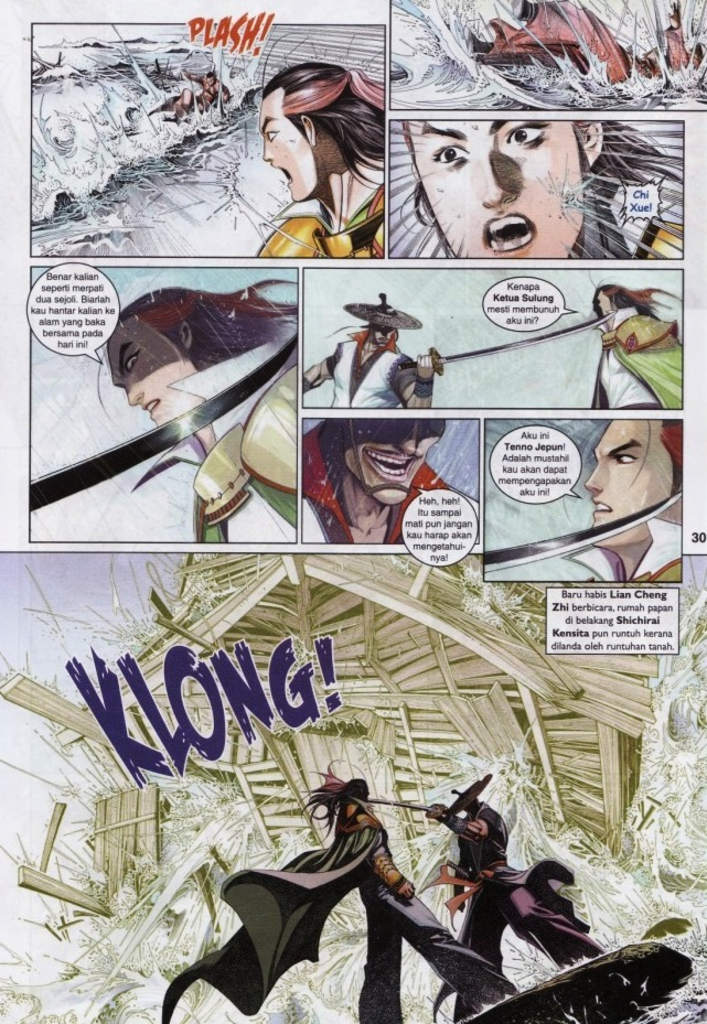 PLASH!
Chi
Xue!
Benar kalian
seperti merpati
dua sejoli. Biarlah
kau hantar kalian ke
alam yang baka
bersama pada
hari ini!
Kenapa
Ketua Sulung
mesti membunuh
aku ini?
Heh, heh!
Itu sampai
mati pun jangan
kau harap akan
mengetahui-
nya!
Aku ini
Tenno Jepun!
Adalah mustahil
kau akan dapat
mempengapakan
aku ini!
30
Baru habis Lian Cheng
Zhi berbicara, rumah papan
di belakang Shichirai
Kensita pun runtuh kerana
dilanda oleh runtuhan tanah.
KLONG!